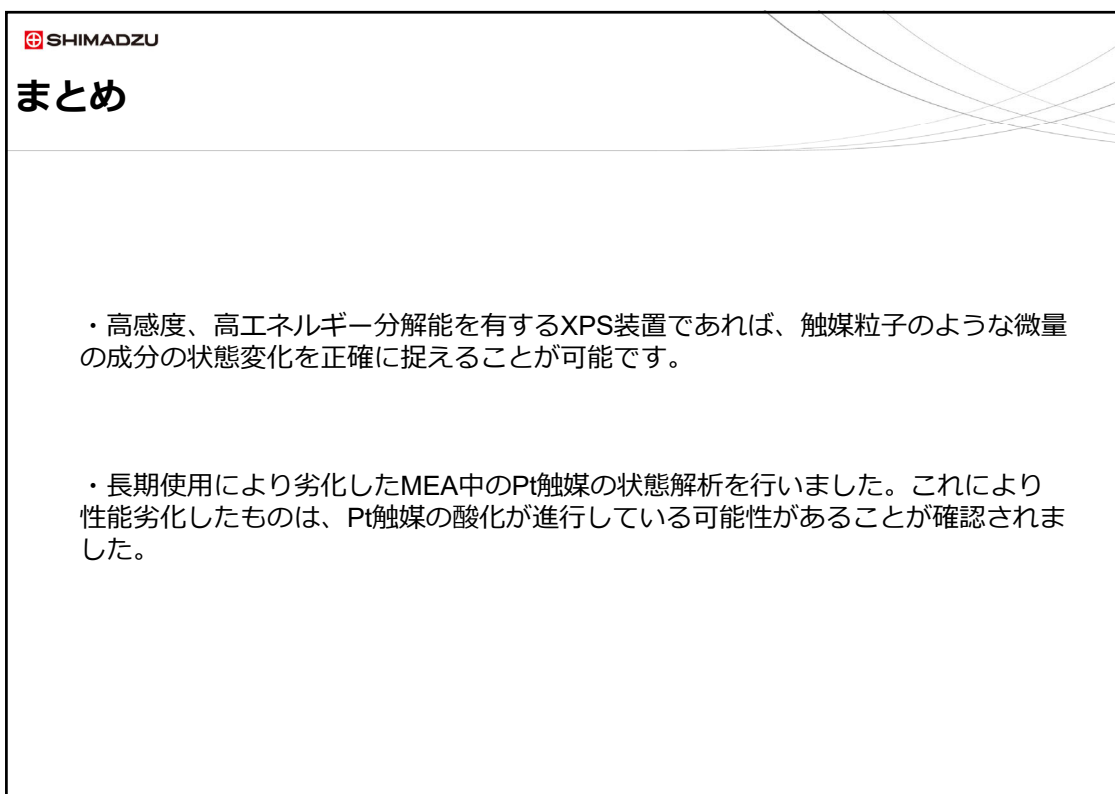 SHIMADZU
まとめ
・高感度、高エネルギー分解能を有するXPS装置であれば、触媒粒子のような微量
の成分の状態変化を正確に捉えることが可能です。
・長期使用により劣化したMEA中のPt触媒の状態解析を行いました。これにより
性能劣化したものは、Pt触媒の酸化が進行している可能性があることが確認されま
した。